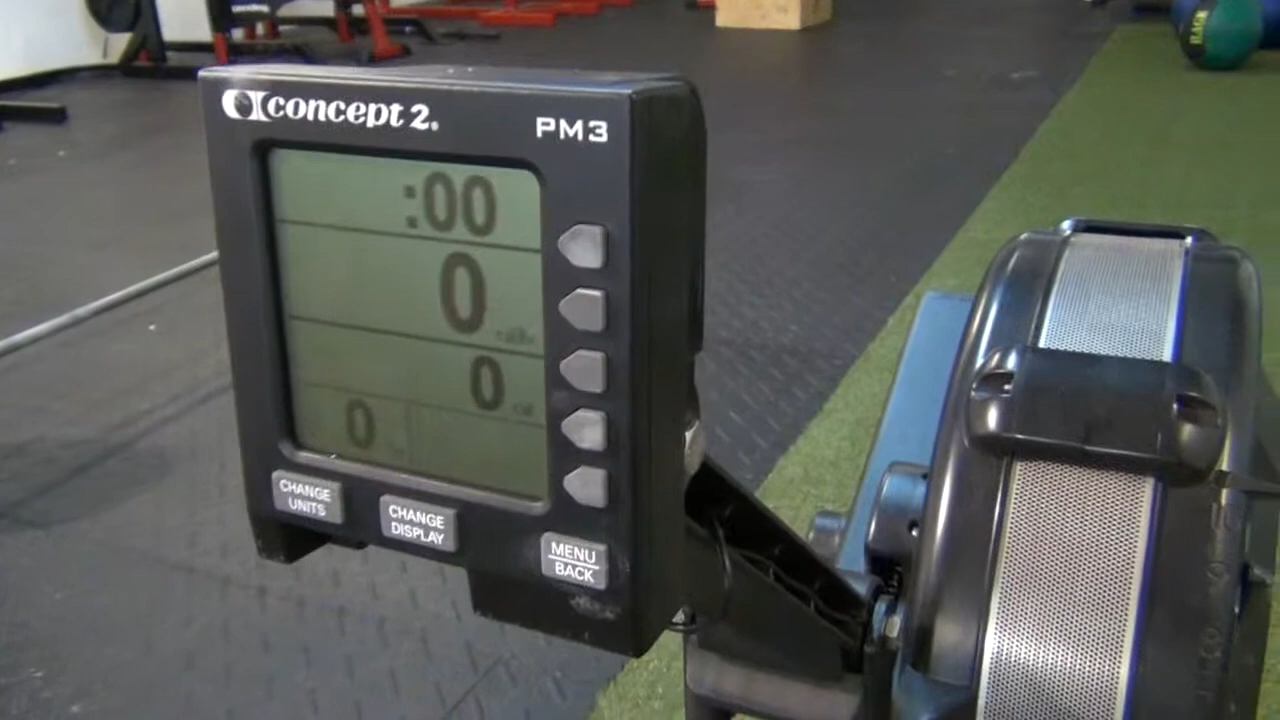 concept 2.
PM3
:00
0
0
0
CHANGE
UNITS
CHANGE
DISPLAY
MENU
BACK